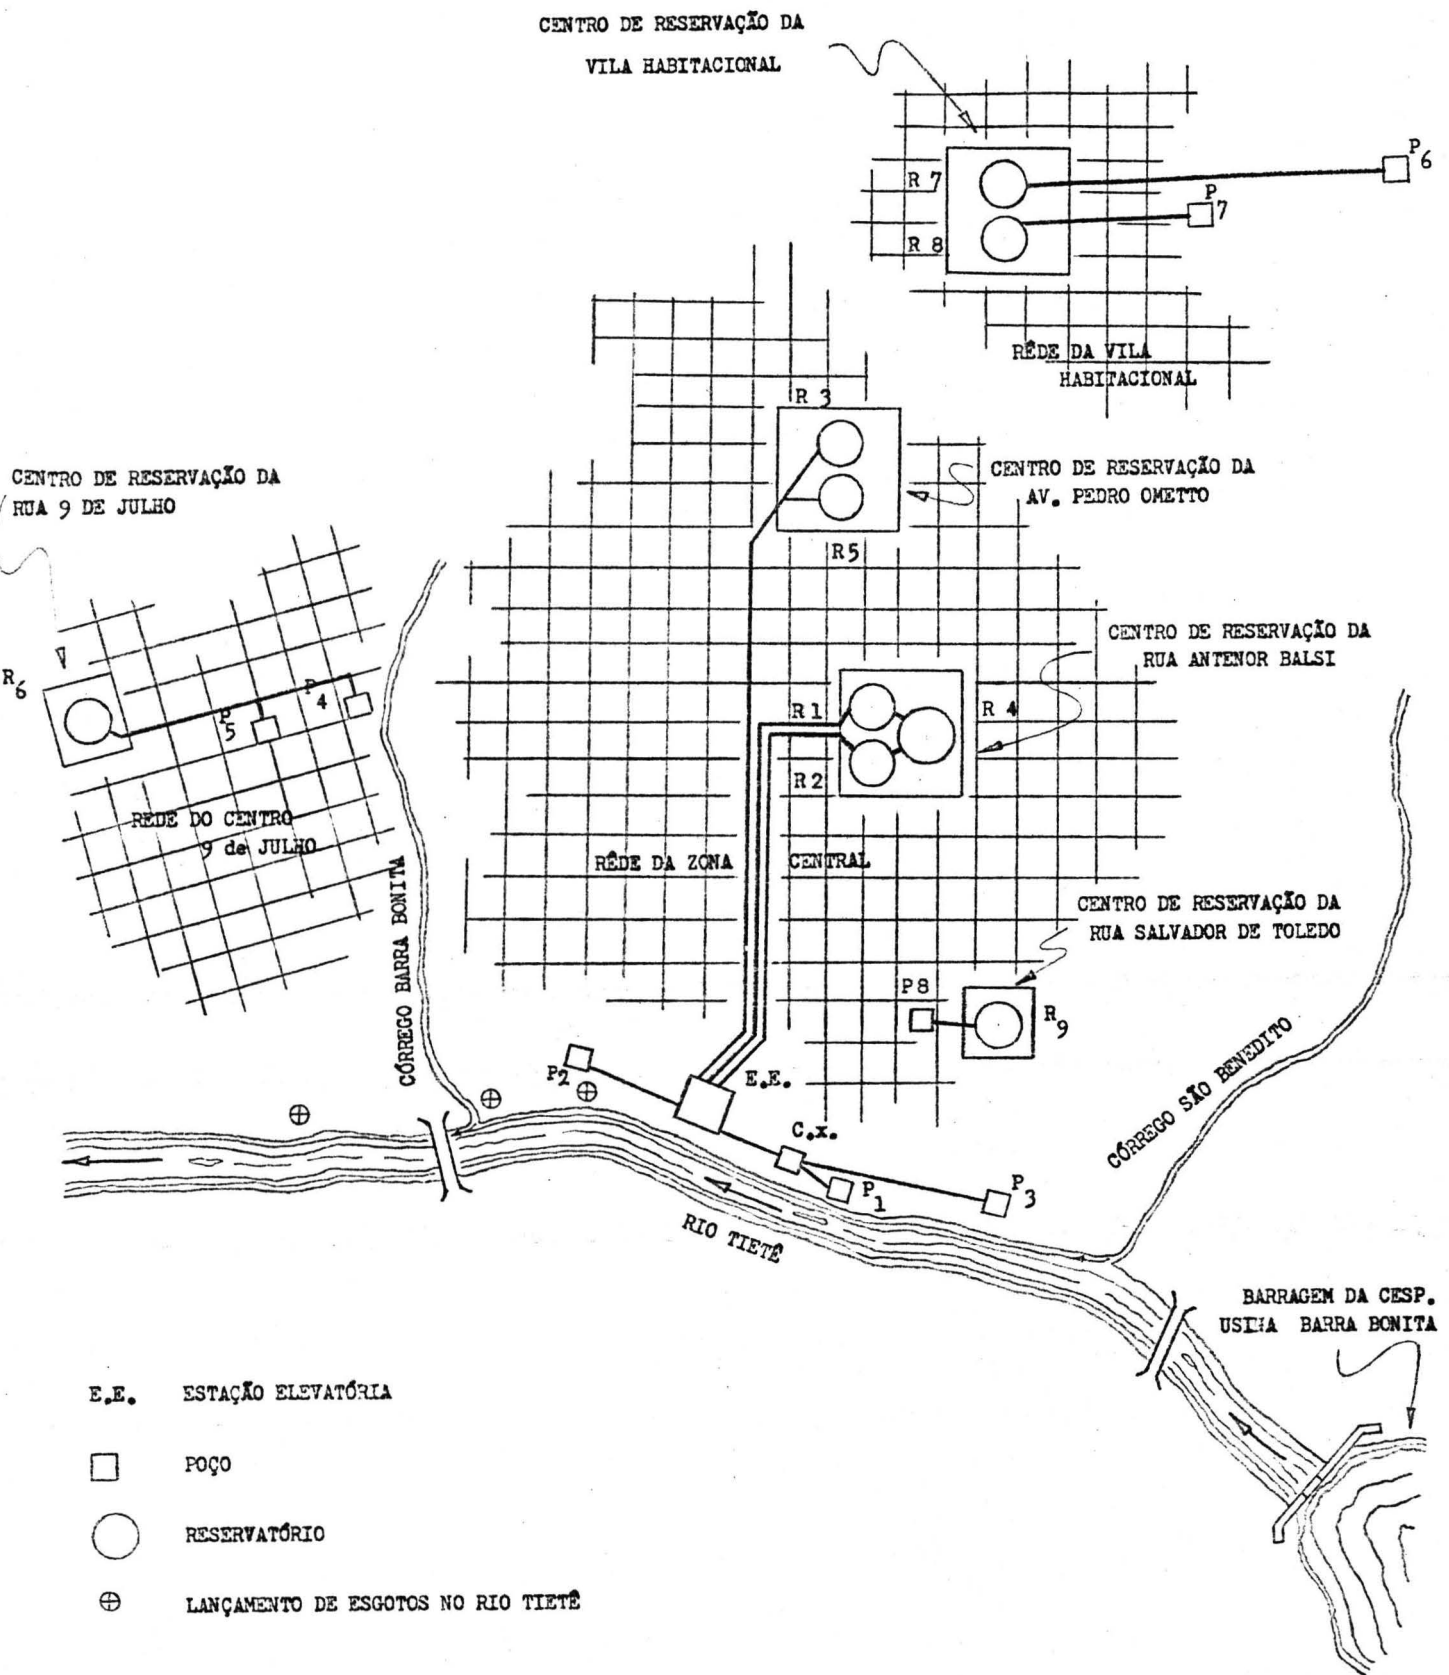 CENTRO DE RESERVAÇÃO DA
VILA HABITACIONAL
P6
R 7
P7
R 8
RÊDE DA VILA
HABITACIONAL
R 3
CENTRO DE RESERVAÇÃO DA
AV. PEDRO OMETTO
R5
CENTRO DE RESERVAÇÃO DA
RUA 9 DE JULHO
R6
P4
P5
REDE DO CENTRO
9 de JULHO
CÓRREGO BARRA BONITA
CENTRO DE RESERVAÇÃO DA
RUA ANTENOR BALSI
R 1
R 4
R 2
RÊDE DA ZONA CENTRAL
CENTRO DE RESERVAÇÃO DA
RUA SALVADOR DE TOLEDO
P8
R9
CÓRREGO SÃO BENEDITO
P2
E.E.
C.x.
P1
P3
RIO TIETÊ
BARRAGEM DA CESP.
USINA BARRA BONITA
E.E. ESTAÇÃO ELEVATÓRIA
POÇO
RESERVATÓRIO
LANÇAMENTO DE ESGOTOS NO RIO TIETÊ